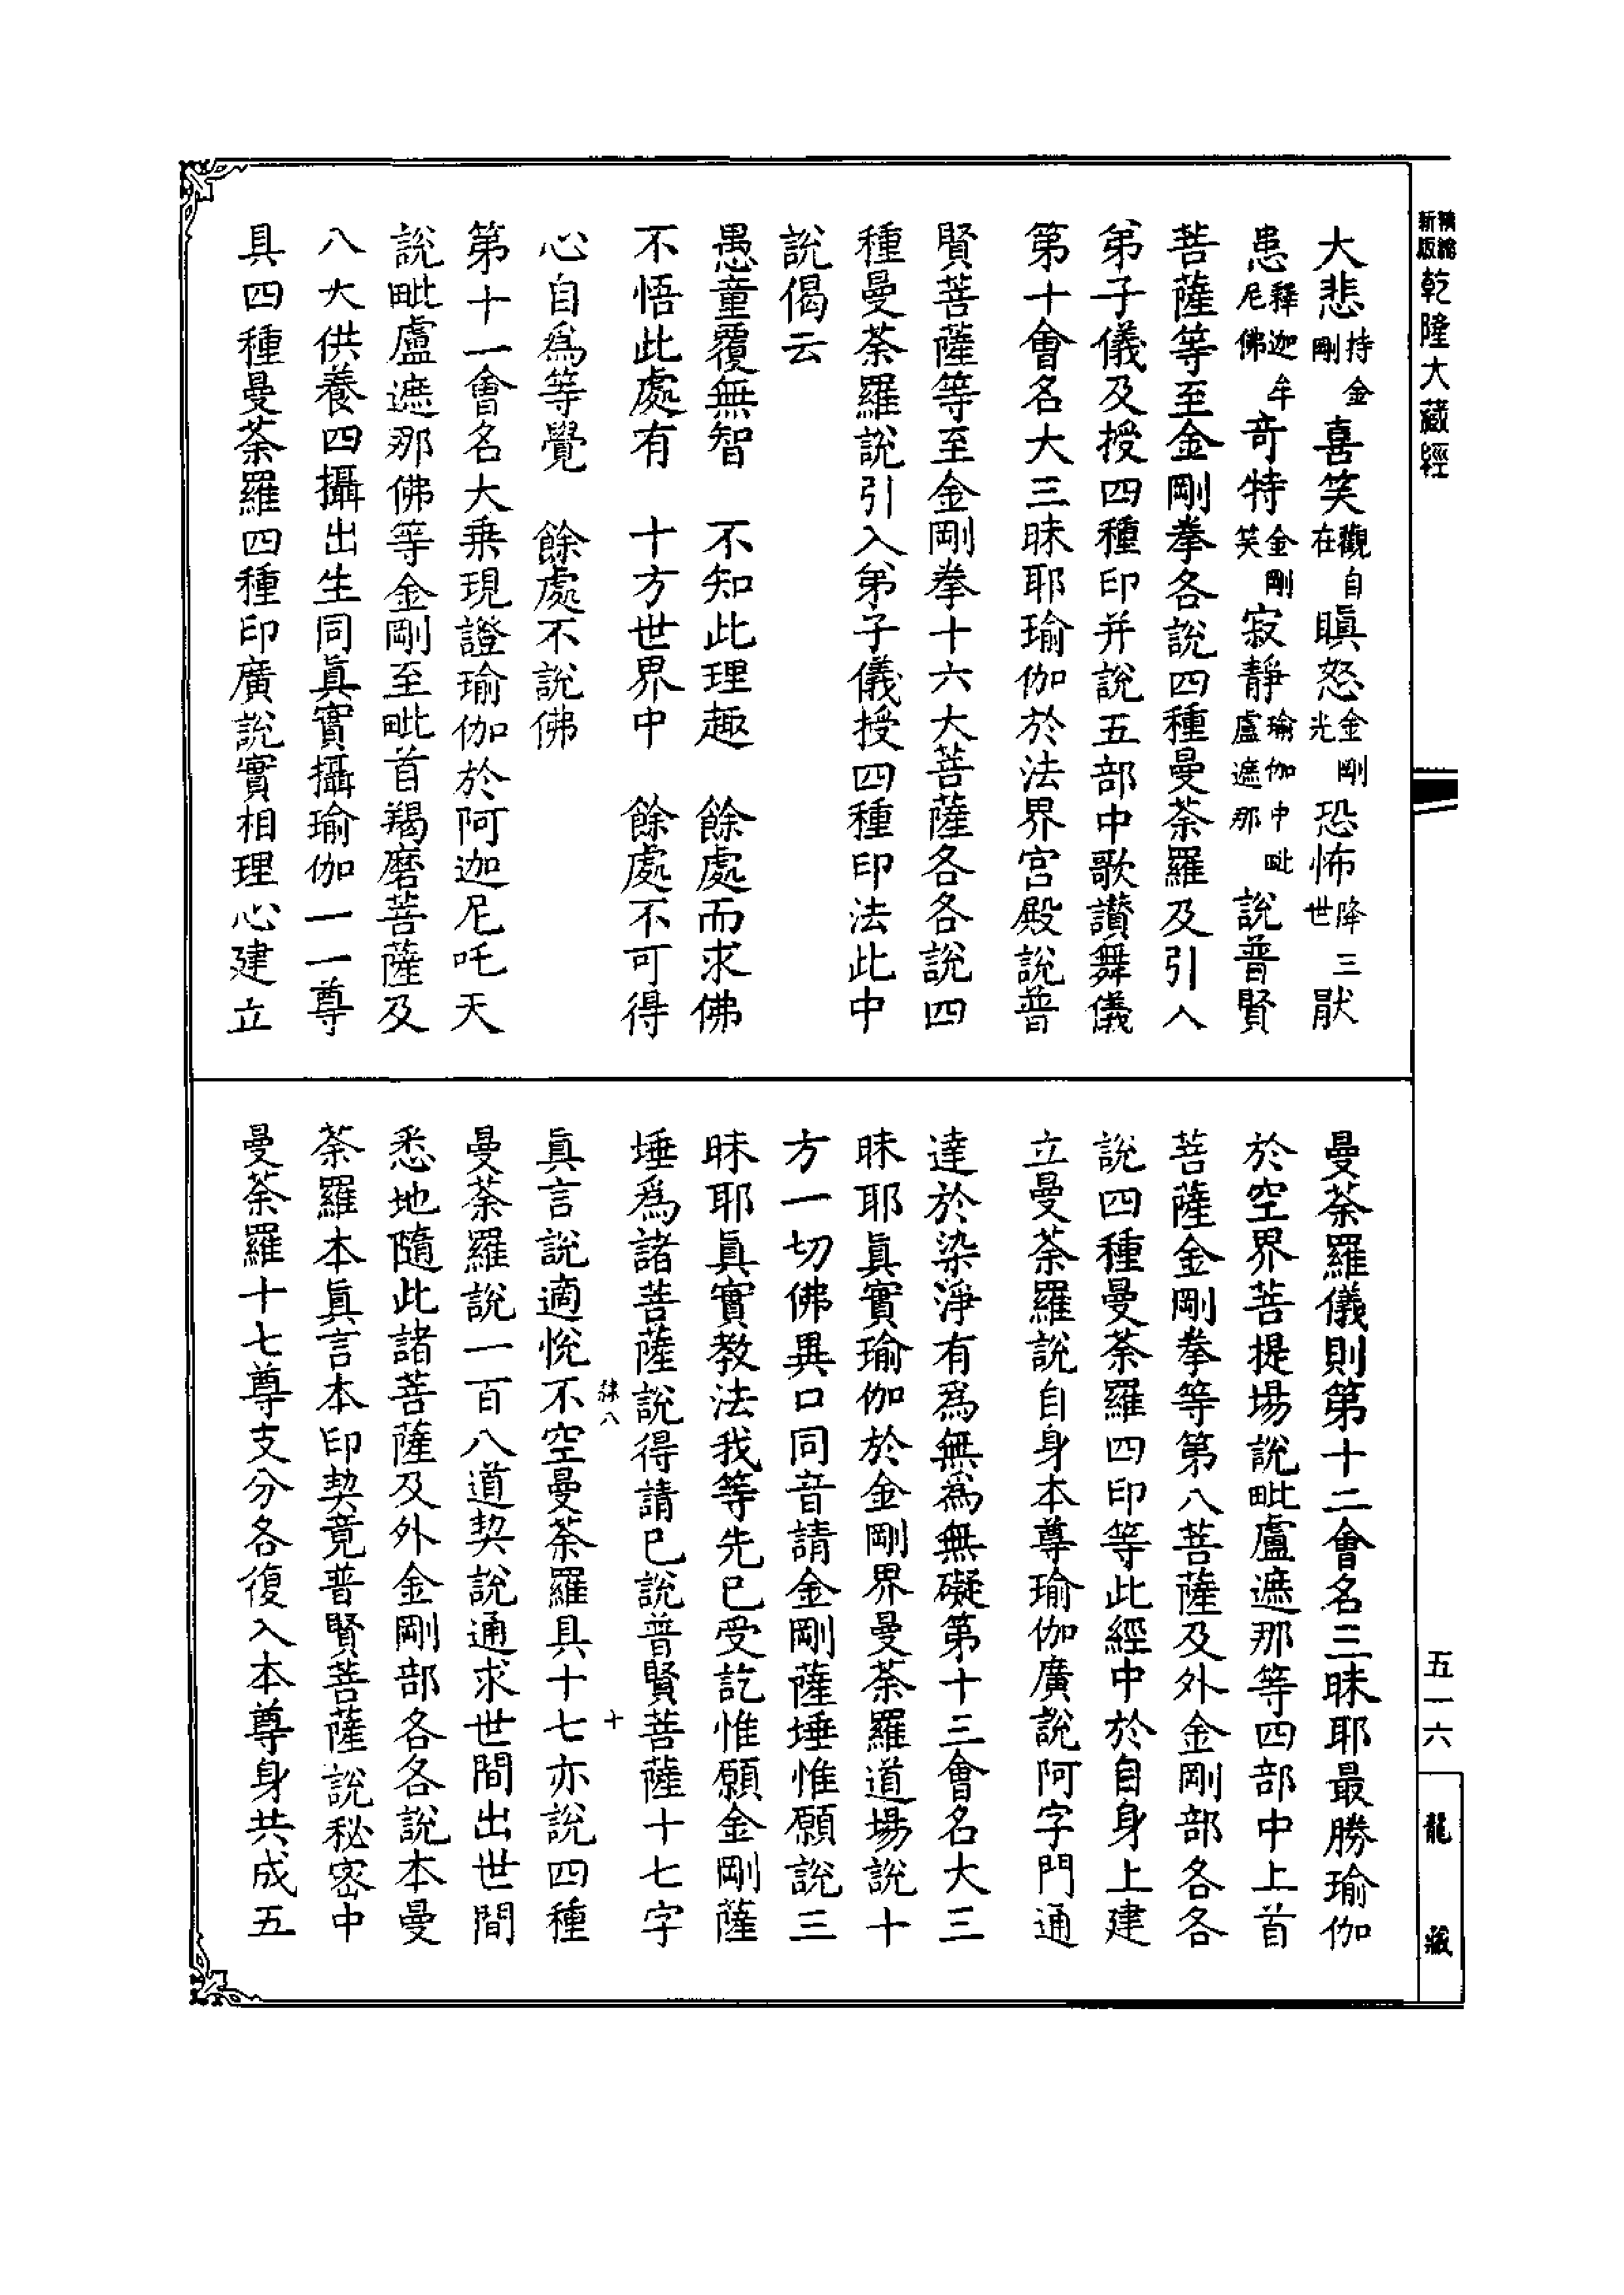 精縮新版乾隆大藏經
大悲持金剛喜笑觀自在瞋怒金剛光恐怖降三世猒
患釋迦牟尼佛奇特金剛笑寂靜瑜伽中毗盧遮那說普賢
菩薩等至金剛拳各說四種曼荼羅及引入
弟子儀及授四種印并說五部中歌讚舞儀
第十會名大三昧耶瑜伽於法界宮殿說普
賢菩薩等至金剛拳十六大菩薩各各說四
種曼荼羅說引入弟子儀授四種印法此中
說偈云
愚童覆無智　不知此理趣　餘處而求佛
不悟此處有　十方世界中　餘處不可得
心自爲等覺　餘處不說佛
第十一會名大乘現證瑜伽於阿迦尼吒天
說毗盧遮那佛等金剛至毗首羯磨菩薩及
八大供養四攝出生同眞實攝瑜伽一一尊
具四種曼荼羅四種印廣說實相理心建立
曼荼羅儀則第十二會名三昧耶最勝瑜伽
於空界菩提場說毗盧遮那等四部中上首
菩薩金剛拳等第八菩薩及外金剛部各各
說四種曼荼羅四印等此經中於自身上建
立曼荼羅說自身本尊瑜伽廣說阿字門通
達於染淨有爲無爲無礙第十三會名大三
昧耶眞實瑜伽於金剛界曼荼羅道場說十
方一切佛異口同音請金剛薩埵惟願說三
昧耶眞實教法我等先已受訖惟願金剛薩
埵爲諸菩薩說得請已說普賢菩薩十七字
八　十
眞言說適悅不空曼荼羅具十七亦說四種
曼荼羅說一百八道契說通求世間出世間
悉地隨此諸菩薩及外金剛部各各說本曼
荼羅本眞言本印契竟普賢菩薩說秘密中
曼荼羅十七尊支分各復入本尊身共成五
五一六
龍藏